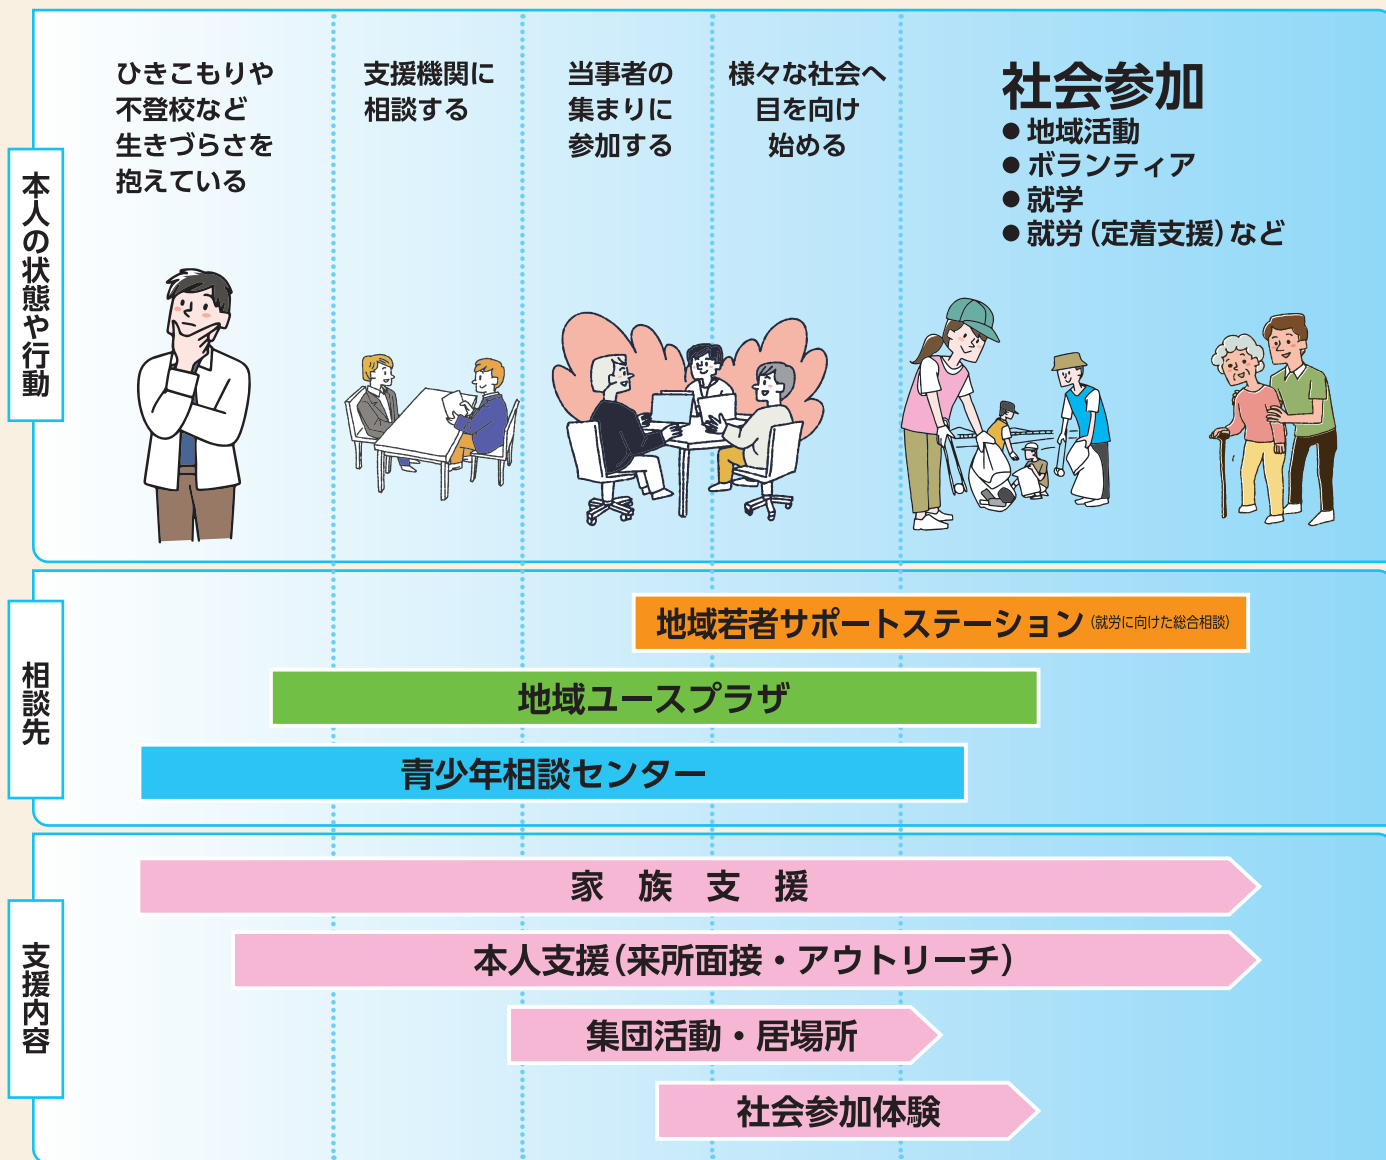 本人の状態や行動
ひきこもりや
不登校など
生きづらさを
抱えている
支援機関に
相談する
当事者の
集まりに
参加する
様々な社会へ
目を向け
始める
社会参加
●地域活動
●ボランティア
●就学
●就労（定着支援）など
相談先
地域若者サポートステーション（就労に向けた総合相談）
地域ユースプラザ
青少年相談センター
支援内容
家　族　支　援
本人支援（来所面接・アウトリーチ）
集団活動・居場所
社会参加体験